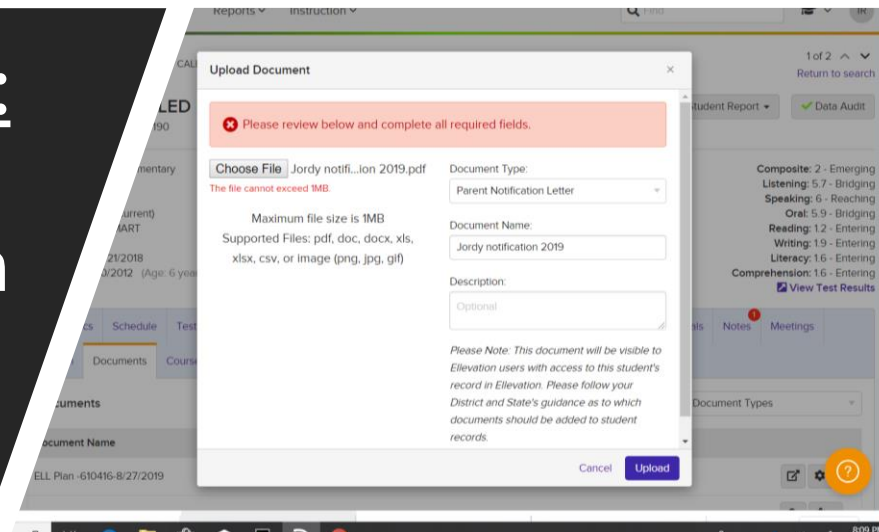 Reports Instruction Find IR
1 of 2
Return to search
Student Report Data Audit
Composite: 2 - Emerging
Listening: 5.7 - Bridging
Speaking: 6 - Reaching
Oral: 5.9 - Bridging
Reading: 1.2 - Entering
Writing: 1.9 - Entering
Literacy: 1.6 - Entering
Comprehension: 1.6 - Entering
View Test Results
Upload Document ×
Please review below and complete all required fields.
Choose File Jordy notifi...ion 2019.pdf
The file cannot exceed 1MB.
Maximum file size is 1MB
Supported Files: pdf, doc, docx, xls,
xlsx, csv, or image (png, jpg, gif)
Document Type:
Parent Notification Letter
Document Name:
Jordy notification 2019
Description:
Optional
Please Note: This document will be visible to
Ellevation users with access to this student's
record in Ellevation. Please follow your
District and State's guidance as to which
documents should be added to student
records.
Cancel Upload
Schedule Notes 1 Meetings
Documents
Document Types
Document Name
ELL Plan -610416-8/27/2019
?
8:09 P